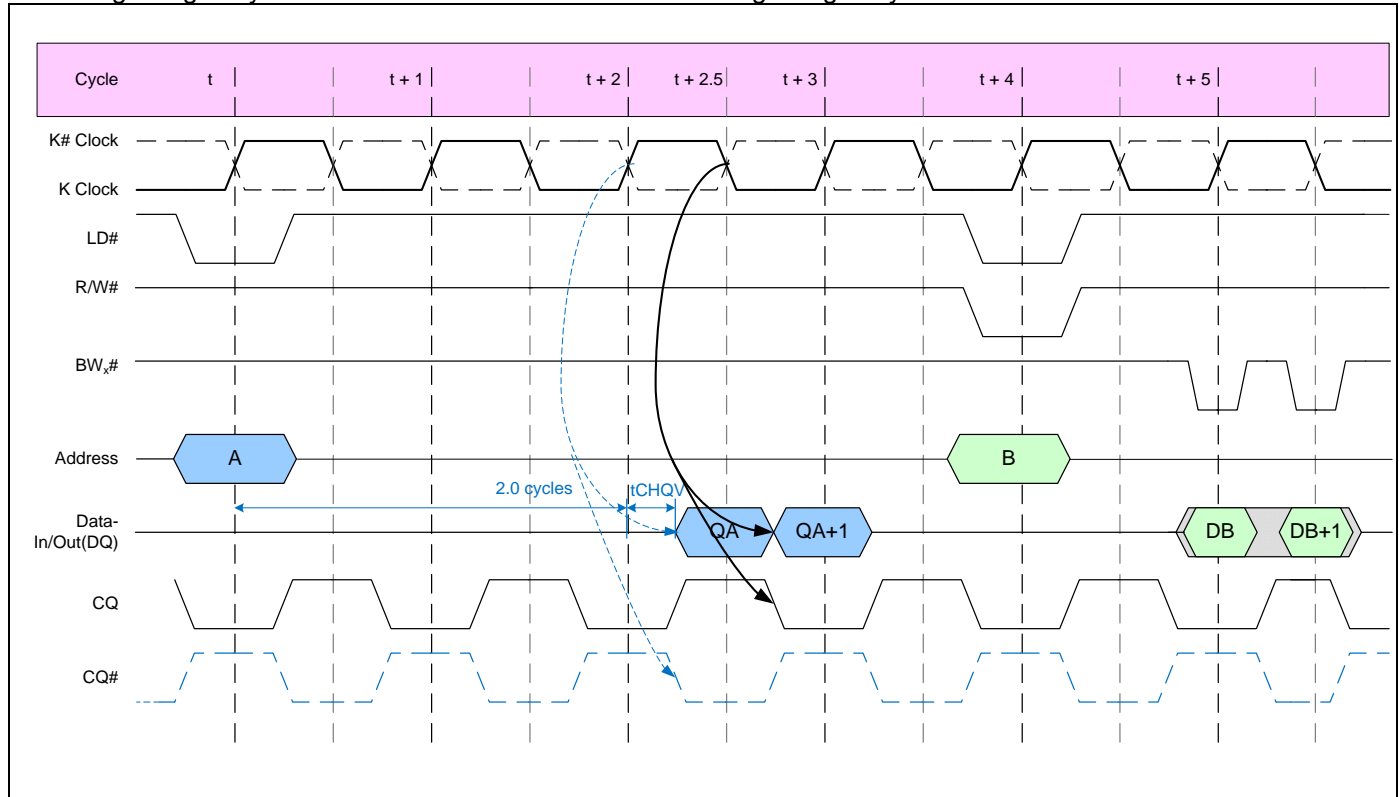 Cycle t t + 1 t + 2 t + 2.5 t + 3 t + 4 t + 5
K# Clock
K Clock
LD#
R/W#
BWx#
Address A B
2.0 cycles tCHQV
Data-
In/Out(DQ) QA QA+1 DB DB+1
CQ
CQ#